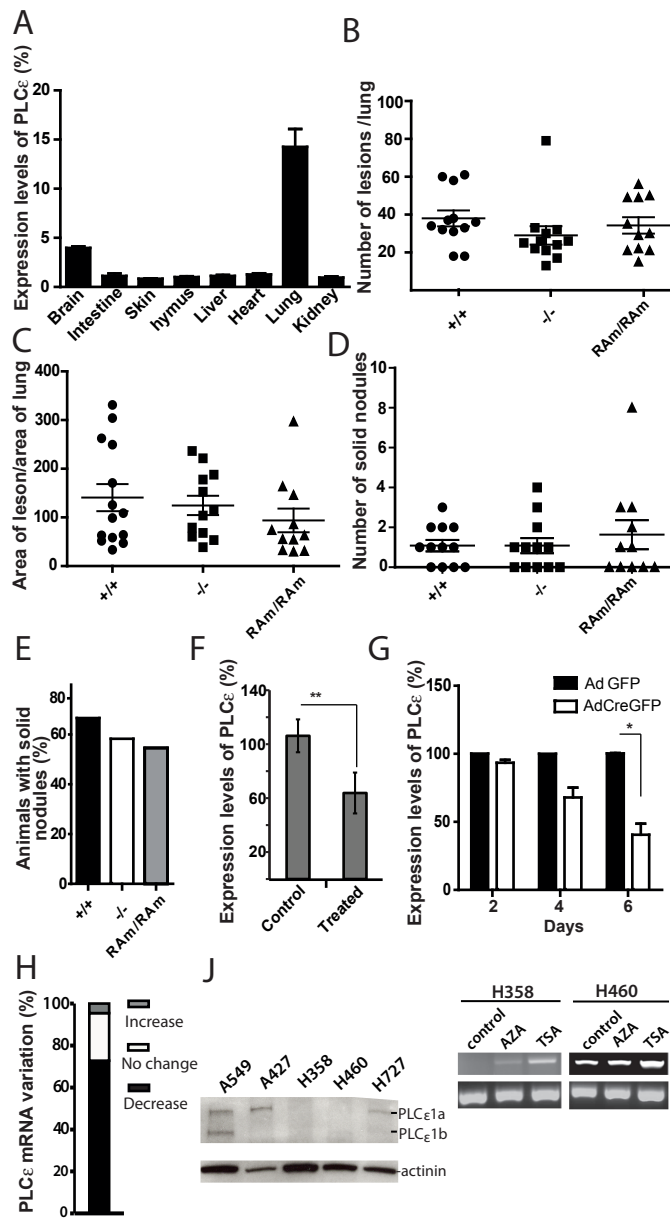 A
Expression levels of PLCε (%)
20
15
10
5
0
Brain
Intestine
Skin
hymus
Liver
Heart
Lung
Kidney
B
Number of lesions /lung
100
80
60
40
20
+/+
-/-
RAm/RAm
C
Area of leson/area of lung
400
300
200
100
0
+/+
-/-
RAm/RAm
D
Number of solid nodules
10
8
6
4
2
0
+/+
-/-
RAm/RAm
E
Animals with solid
nodules (%)
80
60
40
20
0
+/+
-/-
RAm/RAm
F
Expression levels of PLCε (%)
140
100
60
20
0
**
Control
Treated
G
Expression levels of PLCε (%)
150
100
50
0
Ad GFP
AdCreGFP
*
2
4
6
Days
H
PLCε mRNA variation (%)
100
80
60
40
20
0
Increase
No change
Decrease
J
A549
A427
H358
H460
H727
PLCε1a
PLCε1b
actinin
H358
H460
control
AZA
TSA
control
AZA
TSA